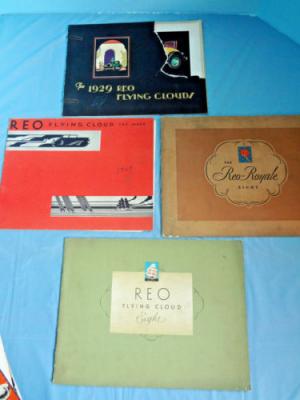 The 1929 REO
FLYING CLOUDS
REO FLYING CLOUD
THE
Reo-Royale
EIGHT
REO
FLYING CLOUD
Eight